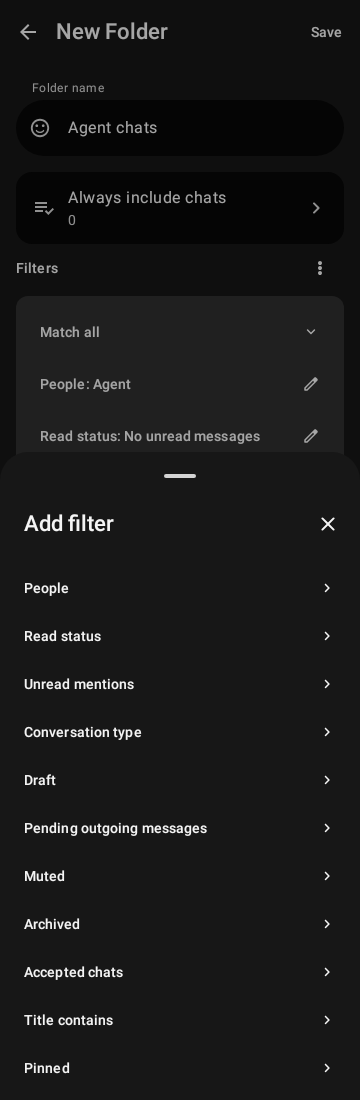 New Folder
Save
Folder name
Agent chats
Always include chats
0
Filters
Match all
People: Agent
Read status: No unread messages
Add filter
People
Read status
Unread mentions
Conversation type
Draft
Pending outgoing messages
Muted
Archived
Accepted chats
Title contains
Pinned